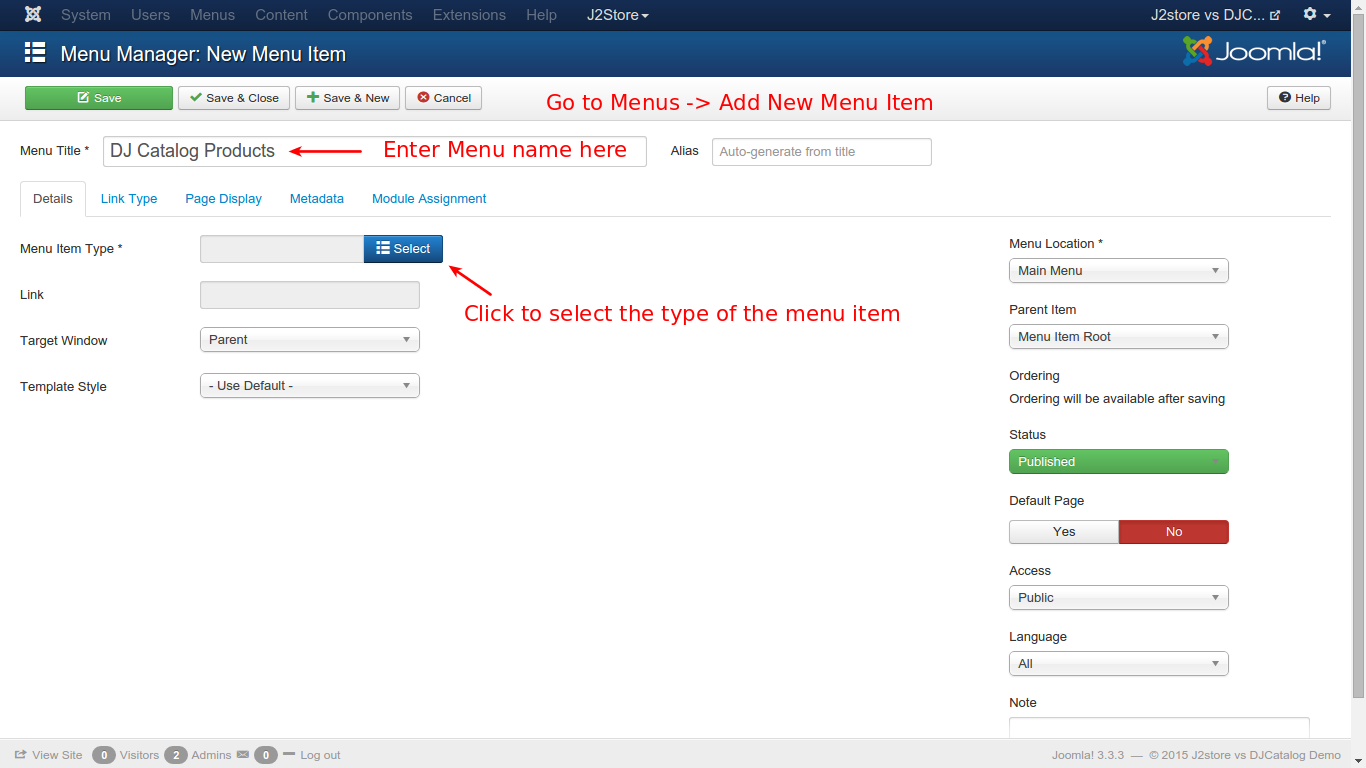 System Users Menus Content Components Extensions Help J2Store J2store vs DJC...
Menu Manager: New Menu Item Joomla!®
Save Save & Close Save & New Cancel Go to Menus -> Add New Menu Item Help
Menu Title * DJ Catalog Products Enter Menu name here Alias Auto-generate from title
Details Link Type Page Display Metadata Module Assignment
Menu Item Type * Select
Click to select the type of the menu item
Link
Target Window Parent
Template Style - Use Default -
Menu Location *
Main Menu
Parent Item
Menu Item Root
Ordering
Ordering will be available after saving
Status
Published
Default Page
Yes No
Access
Public
Language
All
Note
View Site 0 Visitors 2 Admins 0 Log out Joomla! 3.3.3 — © 2015 J2store vs DJCatalog Demo